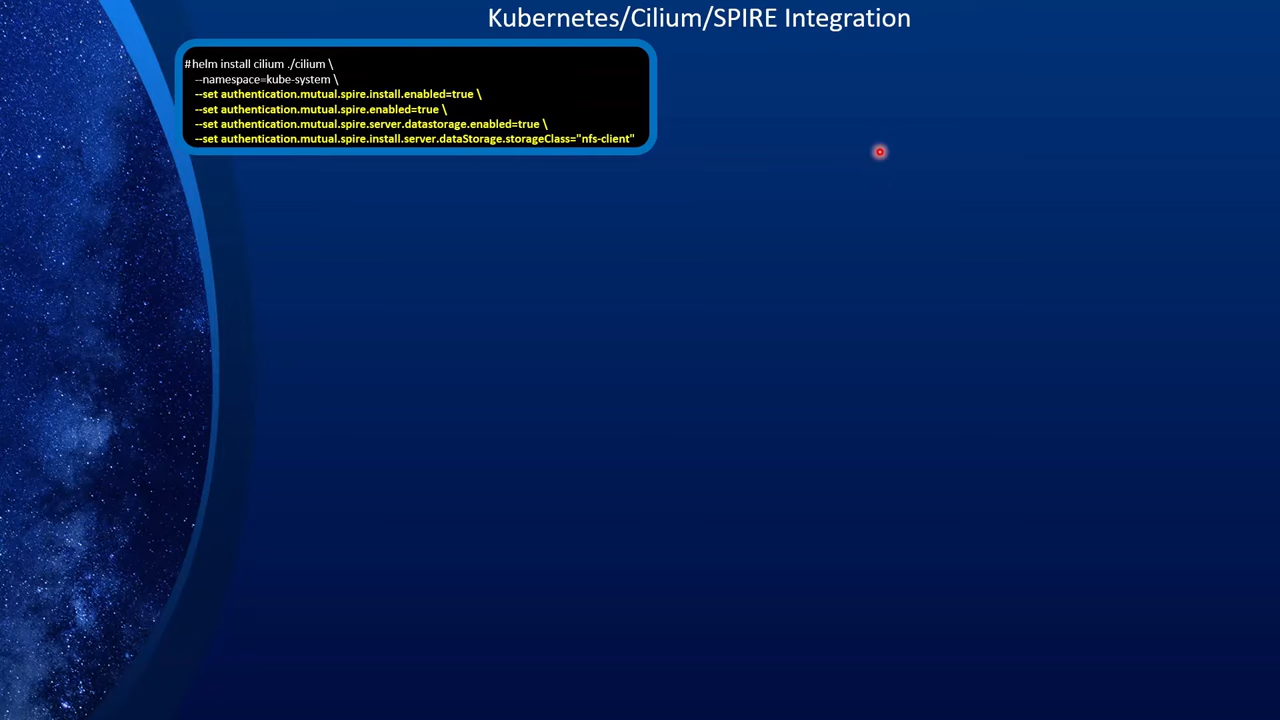 Kubernetes/Cilium/SPIRE Integration
#helm install cilium ./cilium \
--namespace=kube-system \
--set authentication.mutual.spire.install.enabled=true \
--set authentication.mutual.spire.enabled=true \
--set authentication.mutual.spire.server.datastorage.enabled=true \
--set authentication.mutual.spire.install.server.dataStorage.storageClass="nfs-client"